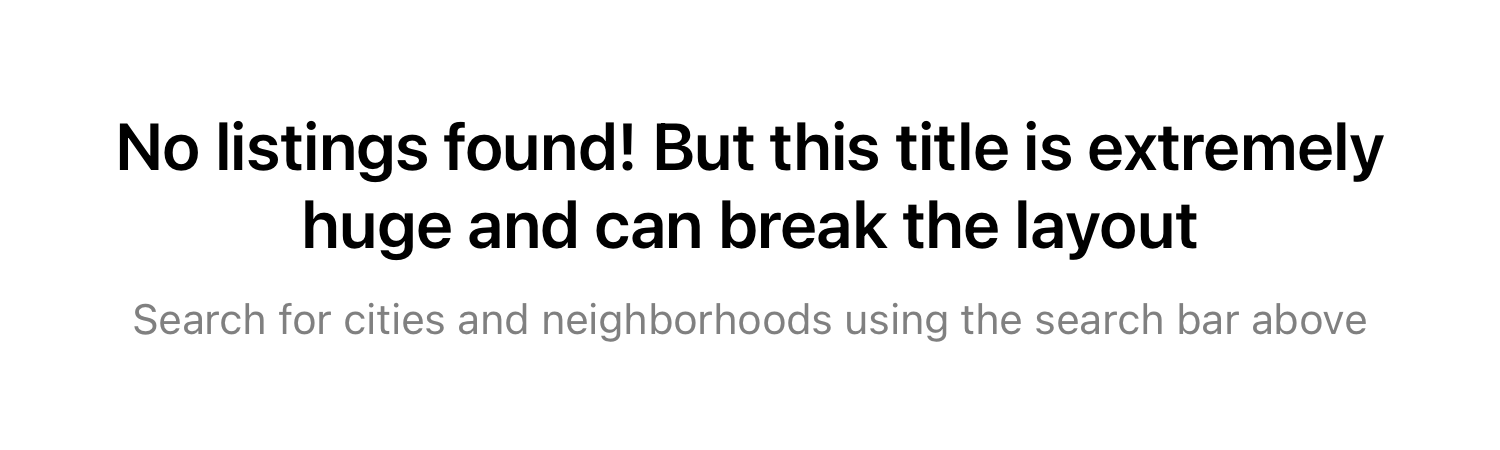 No listings found! But this title is extremely
huge and can break the layout
Search for cities and neighborhoods using the search bar above